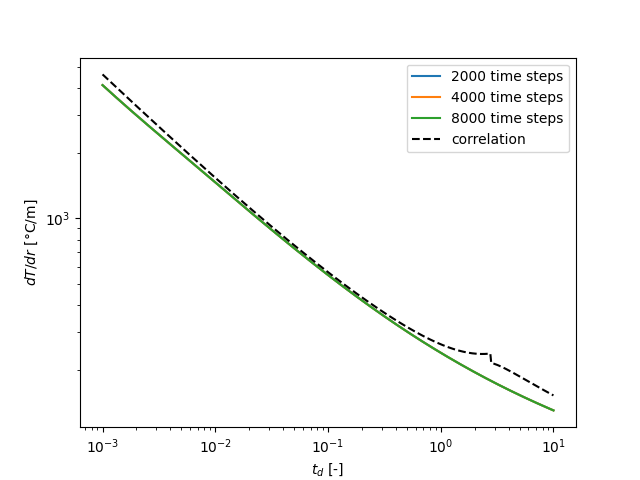 2000 time steps
4000 time steps
8000 time steps
correlation
dT/dr [°C/m]
10³
10⁻³
10⁻²
10⁻¹
10⁰
10¹
t_d [-]